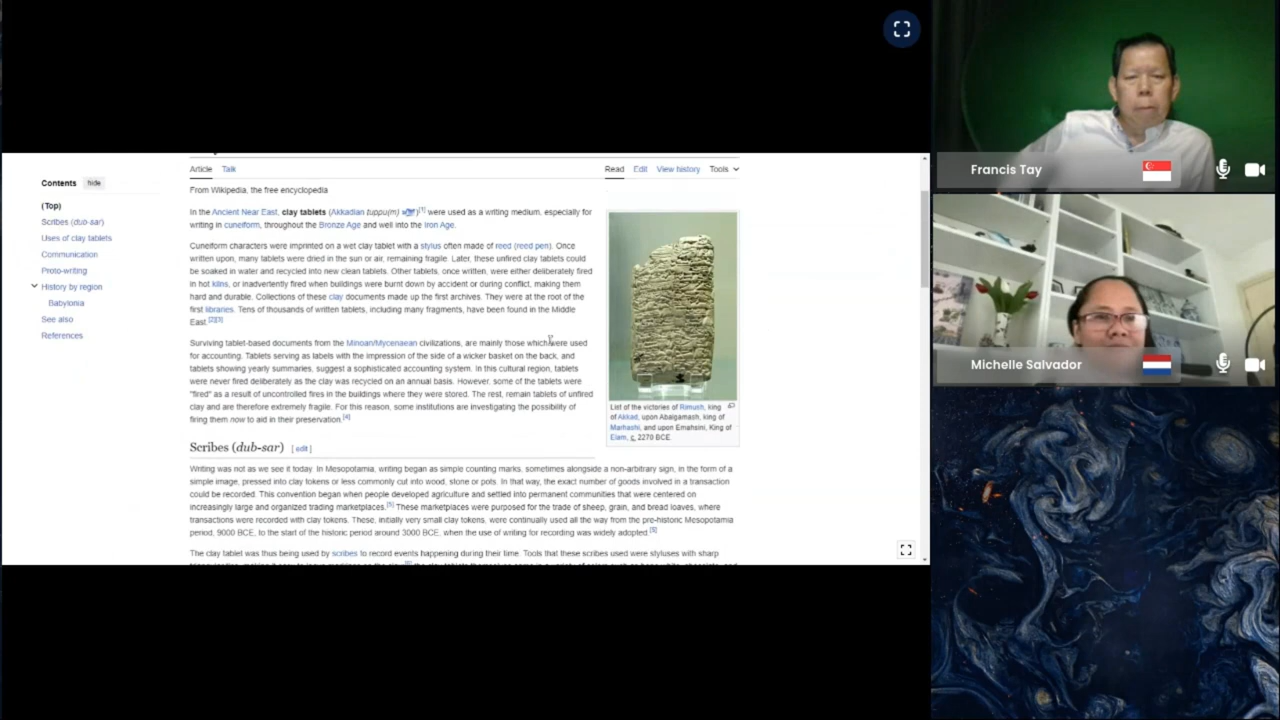 Article Talk Read Edit View history Tools
Contents hide
(Top)
Scribes (dub-sar)
Uses of clay tablets
Communication
Proto-writing
History by region
Babylonia
See also
References
From Wikipedia, the free encyclopedia
In the Ancient Near East, clay tablets (Akkadian ṭuppu(m) )[1] were used as a writing medium, especially for
writing in cuneiform, throughout the Bronze Age and well into the Iron Age.
Cuneiform characters were imprinted on a wet clay tablet with a stylus often made of reed (reed pen). Once
written upon, many tablets were dried in the sun or air, remaining fragile. Later, these unfired clay tablets could
be soaked in water and recycled into new clean tablets. Other tablets, once written, were either deliberately fired
in hot kilns, or inadvertently fired when buildings were burnt down by accident or during conflict, making them
hard and durable. Collections of these clay documents made up the first archives. They were at the root of the
first libraries. Tens of thousands of written tablets, including many fragments, have been found in the Middle
East.[2][3]
Surviving tablet-based documents from the Minoan/Mycenaean civilizations, are mainly those which were used
for accounting. Tablets serving as labels with the impression of the side of a wicker basket on the back, and
tablets showing yearly summaries, suggest a sophisticated accounting system. In this cultural region, tablets
were never fired deliberately as the clay was recycled on an annual basis. However, some of the tablets were
"fired" as a result of uncontrolled fires in the buildings where they were stored. The rest, remain tablets of unfired
clay and are therefore extremely fragile. For this reason, some institutions are investigating the possibility of
firing them now to aid in their preservation.[4]
List of the victories of Rimush, king
of Akkad, upon Abalgamash, king of
Marhashi, and upon Emahsini, King of
Elam, c. 2270 BCE.
Scribes (dub-sar) [ edit ]
Writing was not as we see it today. In Mesopotamia, writing began as simple counting marks, sometimes alongside a non-arbitrary sign, in the form of a
simple image, pressed into clay tokens or less commonly cut into wood, stone or pots. In that way, the exact number of goods involved in a transaction
could be recorded. This convention began when people developed agriculture and settled into permanent communities that were centered on
increasingly large and organized trading marketplaces.[5] These marketplaces were purposed for the trade of sheep, grain, and bread loaves, where
transactions were recorded with clay tokens. These, initially very small clay tokens, were continually used all the way from the pre-historic Mesopotamia
period, 9000 BCE, to the start of the historic period around 3000 BCE, when the use of writing for recording was widely adopted.[5]
The clay tablet was thus being used by scribes to record events happening during their time. Tools that these scribes used were styluses with sharp
Francis Tay
Michelle Salvador